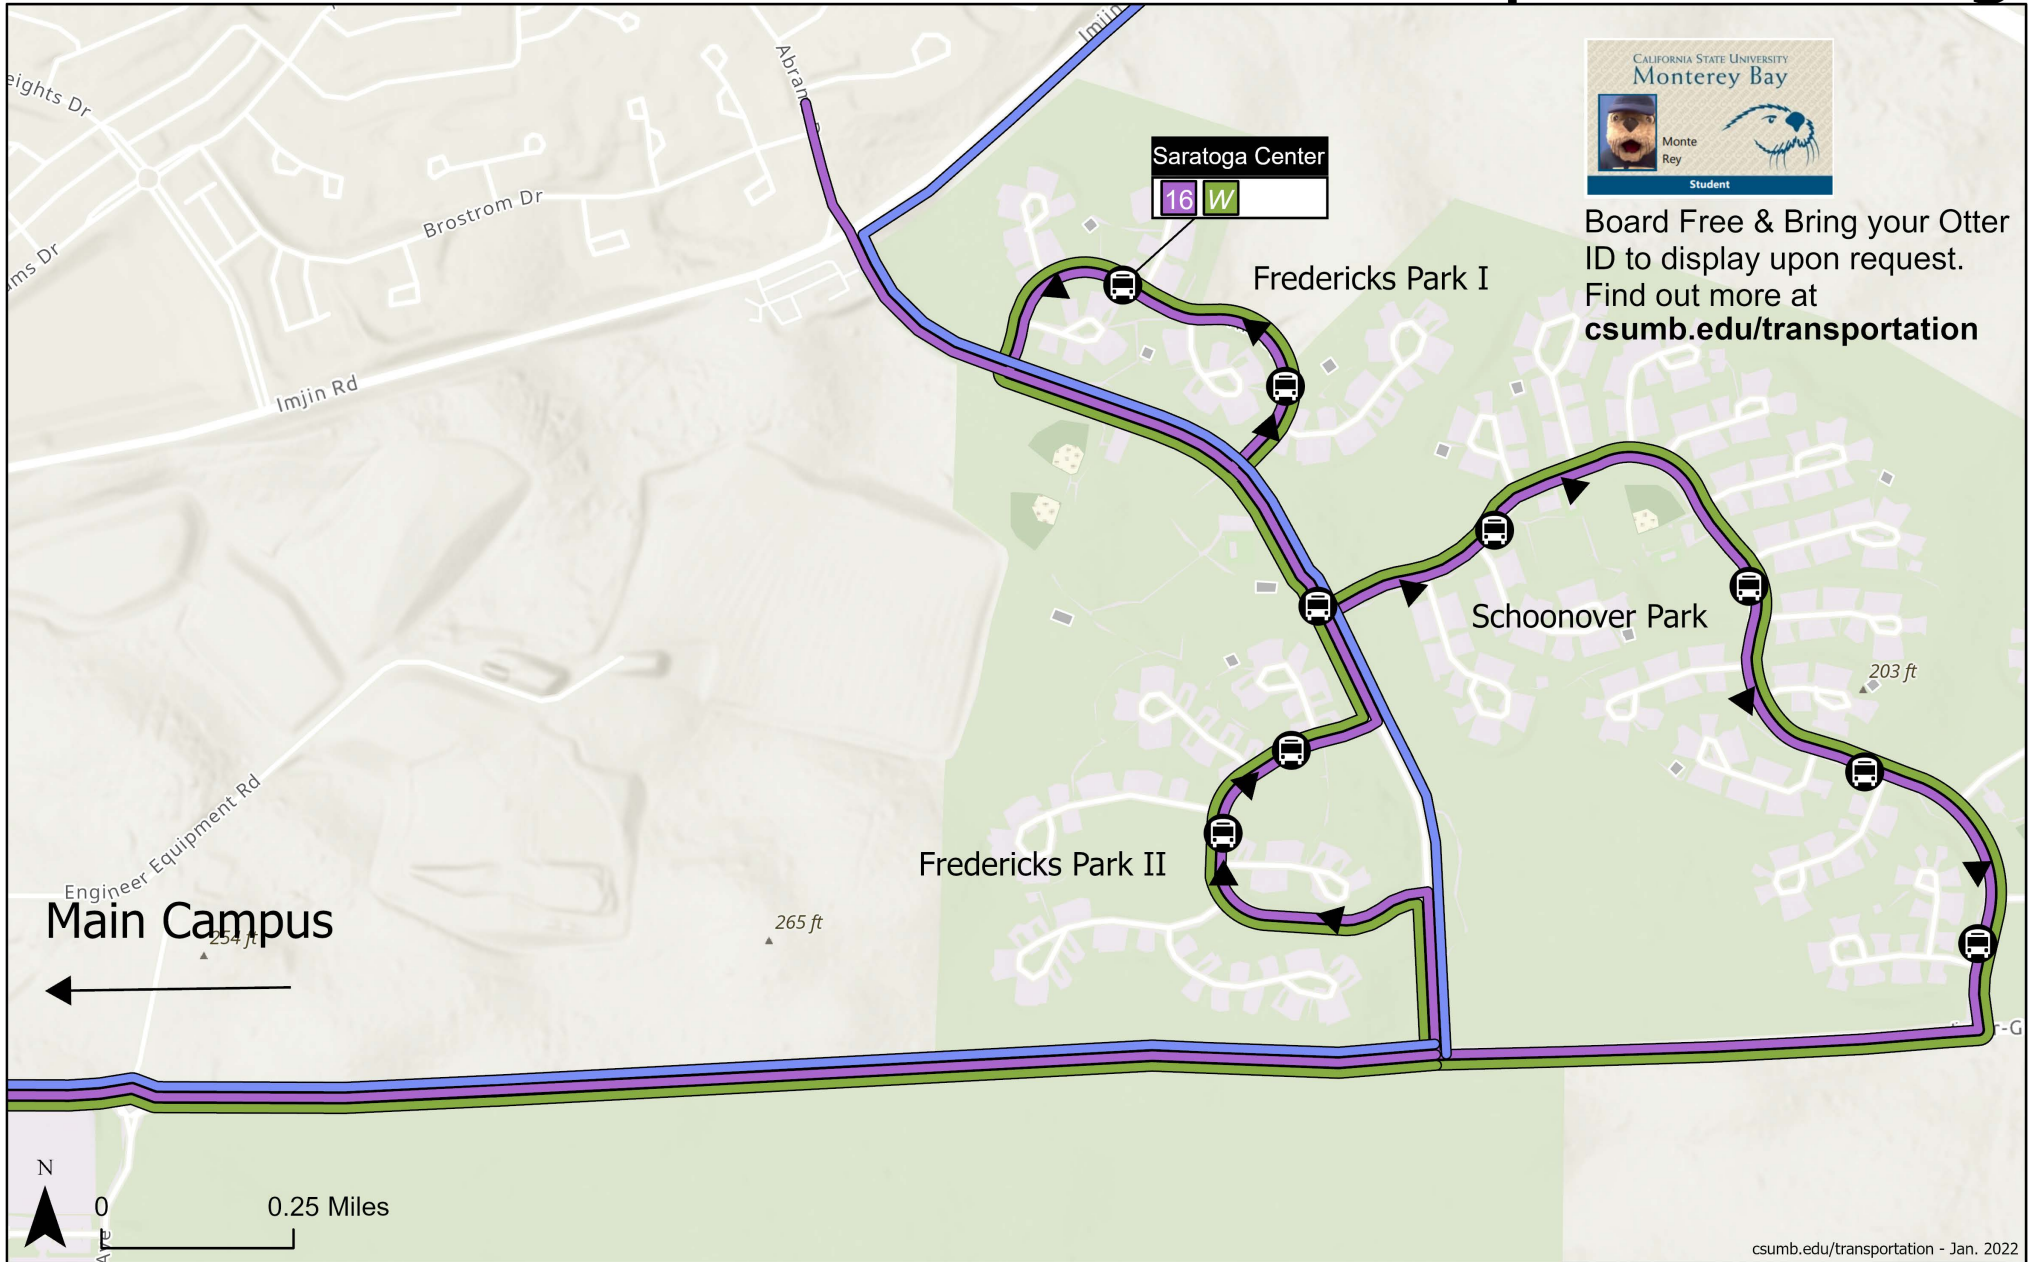 CALIFORNIA STATE UNIVERSITY
Monterey Bay
Monte
Rey
Student
Board Free & Bring your Otter
ID to display upon request.
Find out more at
csumb.edu/transportation
Imjin
Abram
eights Dr
Brostrom Dr
ams Dr
Imjin Rd
Saratoga Center
16 W
Fredericks Park I
Schoonover Park
203 ft
Fredericks Park II
Engineer Equipment Rd
Main Campus
254 ft
265 ft
r-G
N
0
0.25 Miles
Ave
csumb.edu/transportation - Jan. 2022